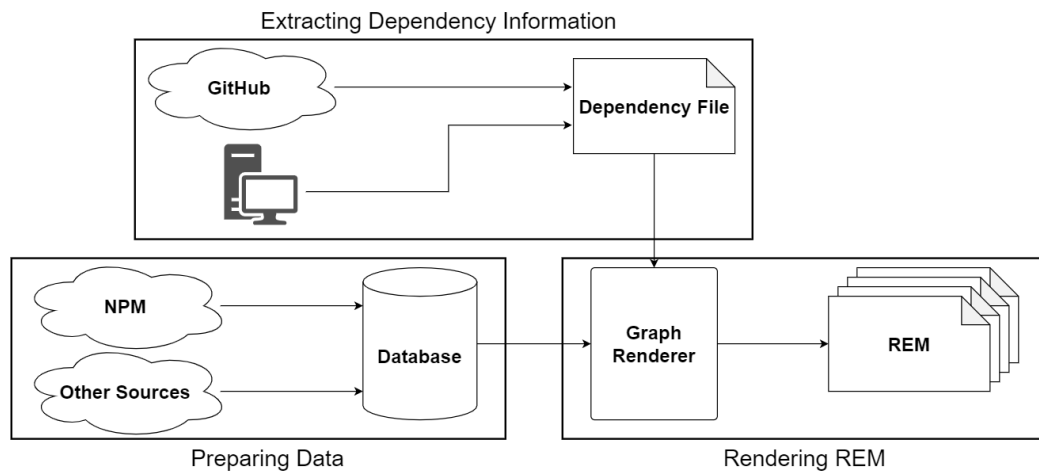 Extracting Dependency Information
GitHub
Dependency File
NPM
Other Sources
Database
Graph
Renderer
REM
Preparing Data
Rendering REM